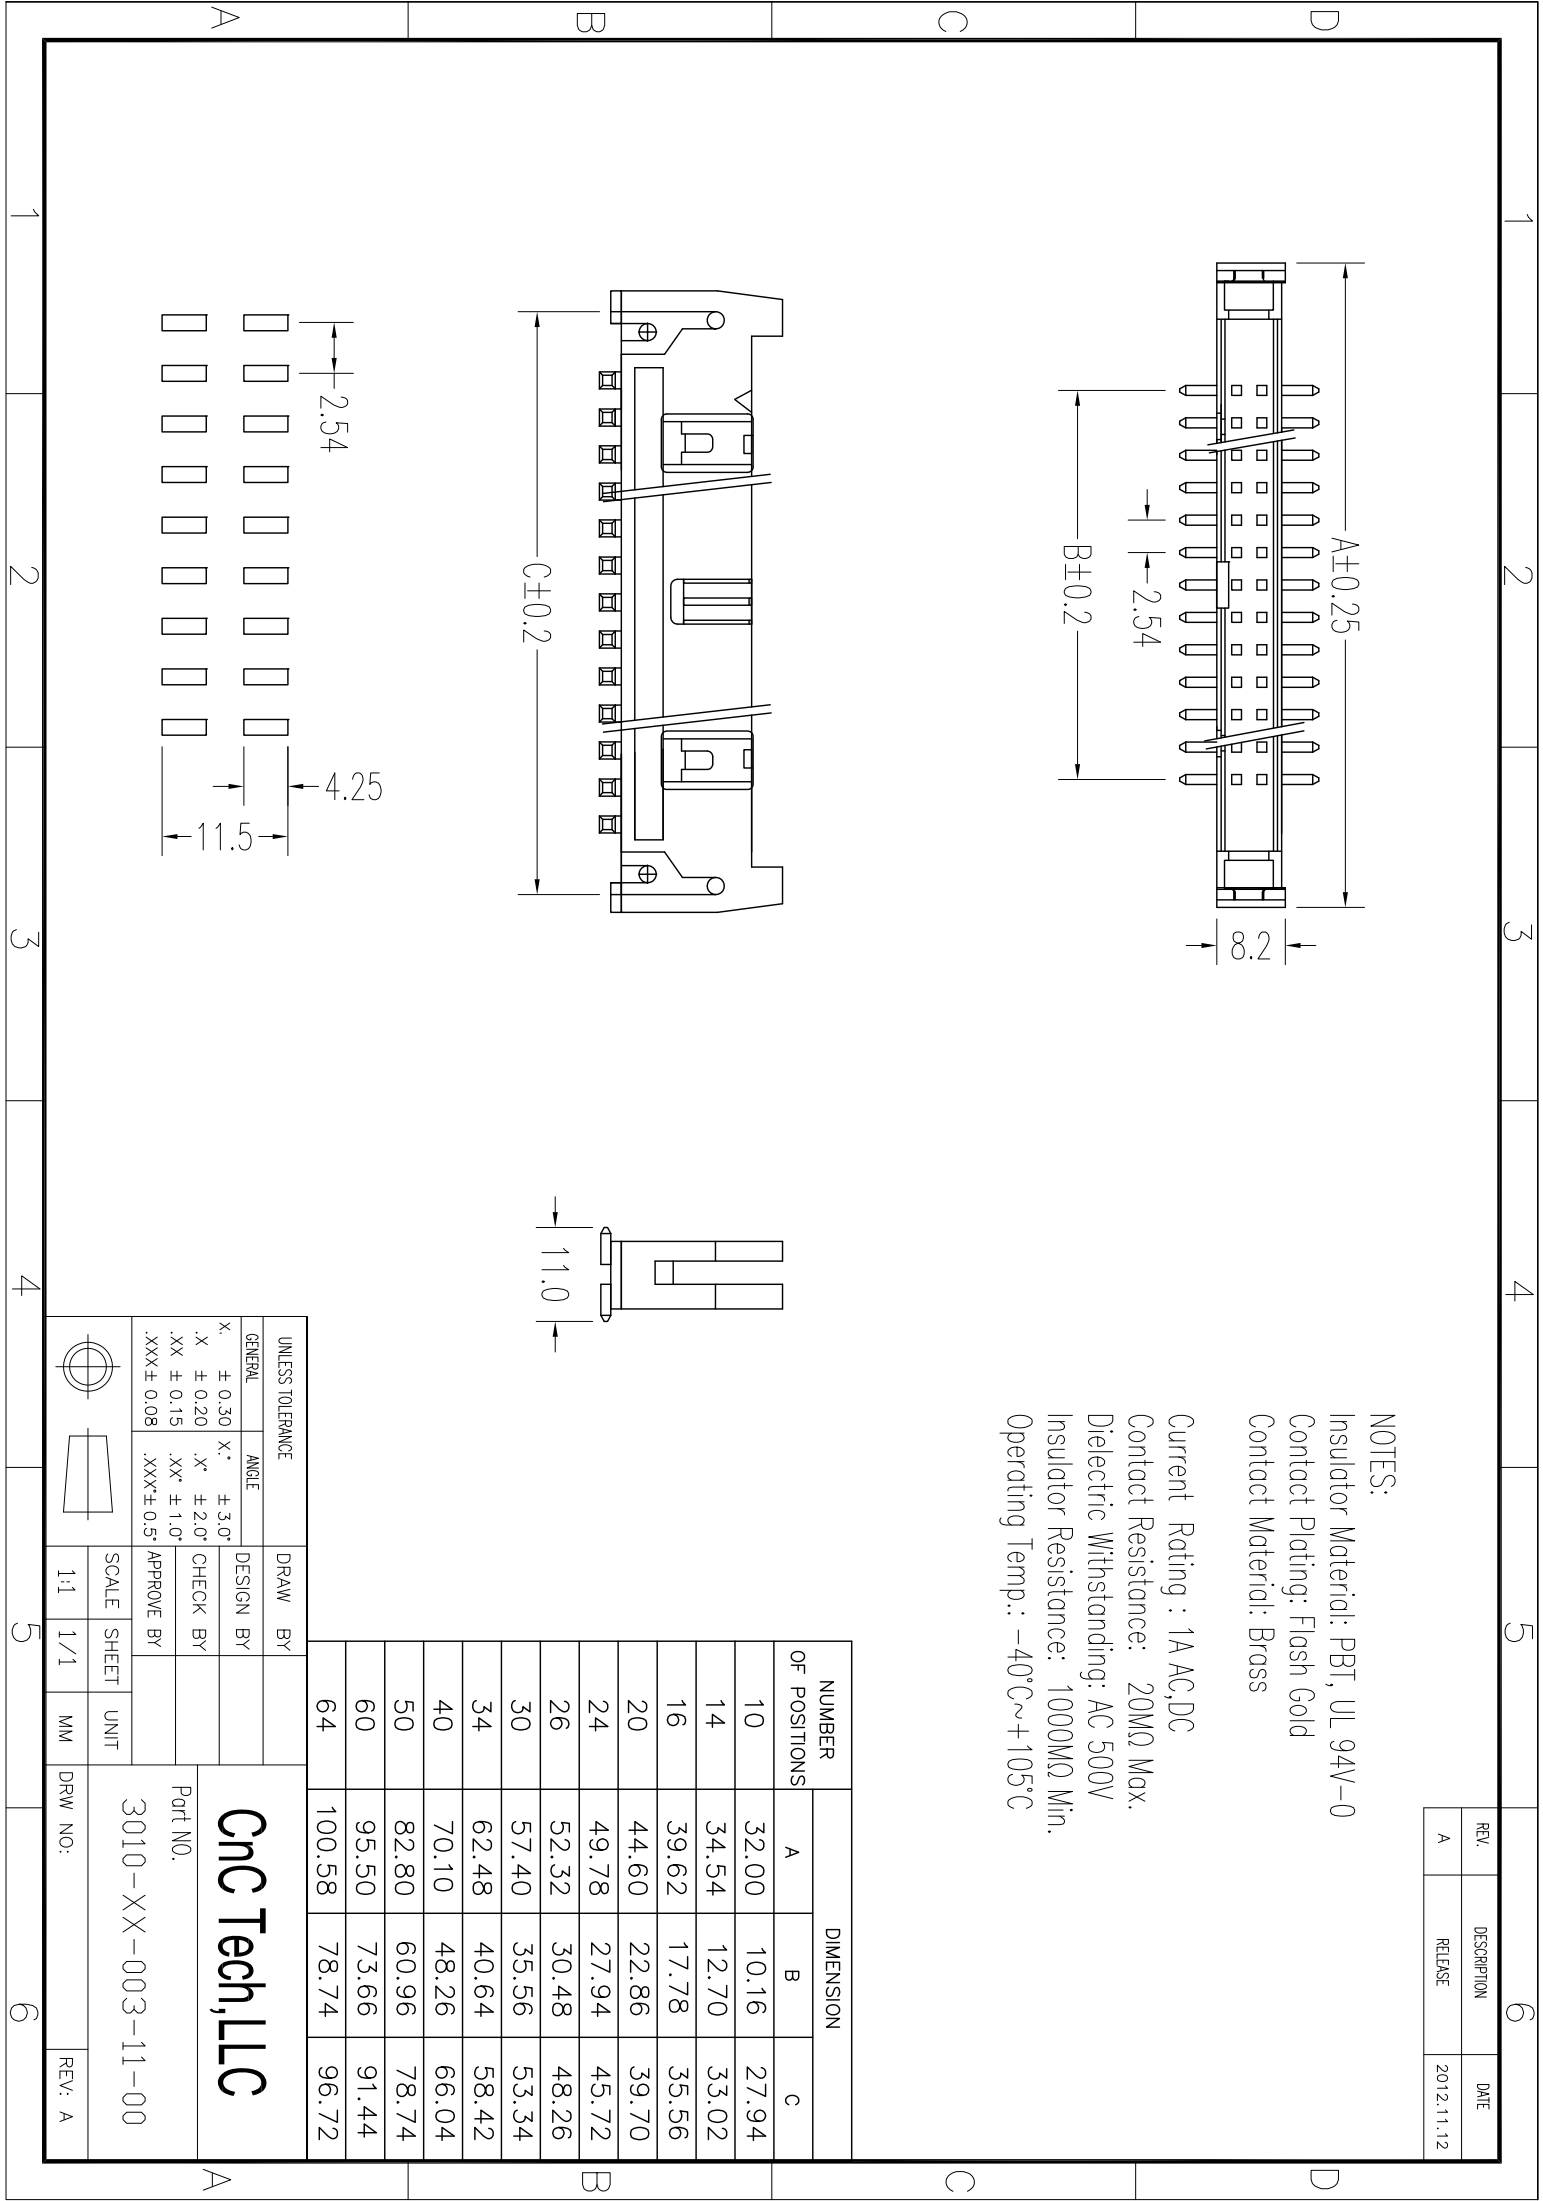 D
C
B
A
1
2
3
4
5
6
1
2
3
4
5
6
D
C
B
A
REV.	DESCRIPTION	DATE
A	RELEASE	2012.11.12
A±0.25
8.2
2.54
B±0.2
C±0.2
11.0
2.54
4.25
11.5
NOTES:
Insulator Material: PBT, UL 94V-0
Contact Plating: Flash Gold
Contact Material: Brass
Current Rating : 1A AC,DC
Contact Resistance: 20MΩ Max.
Dielectric Withstanding: AC 500V
Insulator Resistance: 1000MΩ Min.
Operating Temp.: -40°C~+105°C
NUMBER	DIMENSION
OF POSITIONS	A	B	C
10	32.00	10.16	27.94
14	34.54	12.70	33.02
16	39.62	17.78	35.56
20	44.60	22.86	39.70
24	49.78	27.94	45.72
26	52.32	30.48	48.26
30	57.40	35.56	53.34
34	62.48	40.64	58.42
40	70.10	48.26	66.04
50	82.80	60.96	78.74
60	95.50	73.66	91.44
64	100.58	78.74	96.72
UNLESS TOLERANCE
GENERAL	ANGLE
X. ± 0.30	X.° ± 3.0°
.X ± 0.20	.X° ± 2.0°
.XX ± 0.15	.XX° ± 1.0°
.XXX± 0.08	.XXX°± 0.5°
DRAW BY
DESIGN BY
CHECK BY
APPROVE BY
SCALE	SHEET	UNIT
1:1	1/1	MM
CnC Tech,LLC
Part NO.
3010-XX-003-11-00
DRW NO:	REV: A